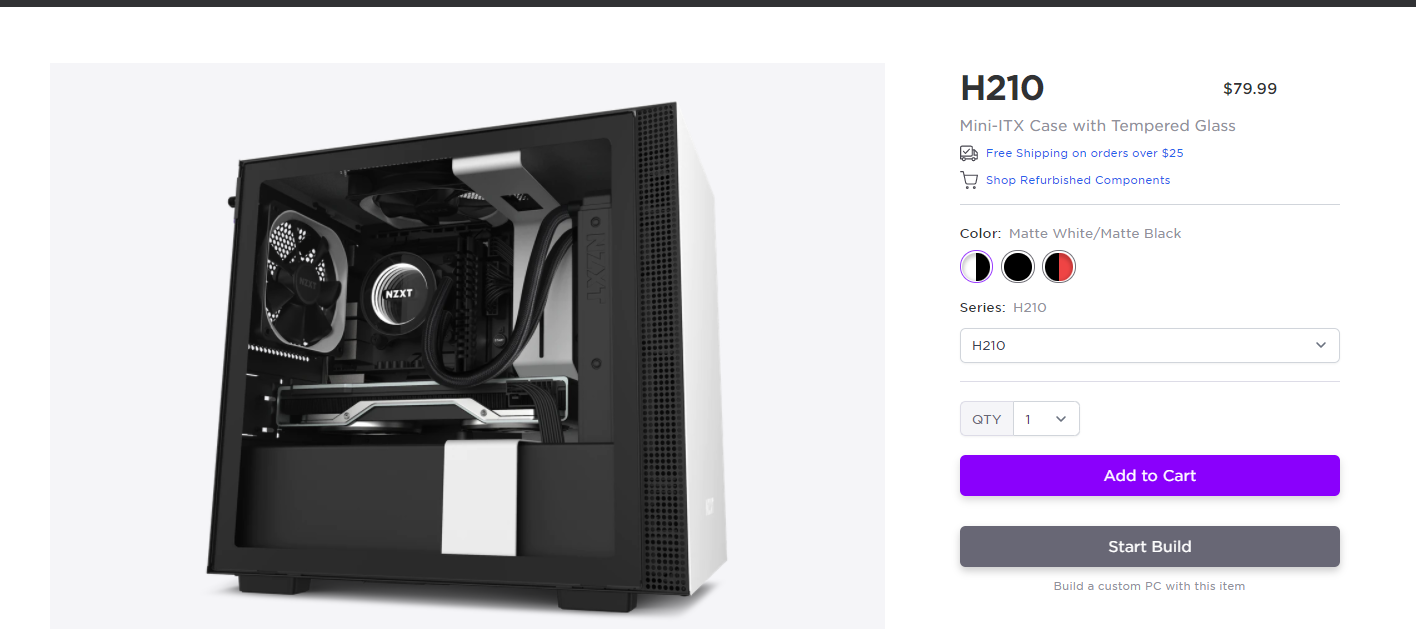 NZXT
NZXT
NZXT
H210
$79.99
Mini-ITX Case with Tempered Glass
Free Shipping on orders over $25
Shop Refurbished Components
Color: Matte White/Matte Black
Series: H210
H210
QTY
1
Add to Cart
Start Build
Build a custom PC with this item